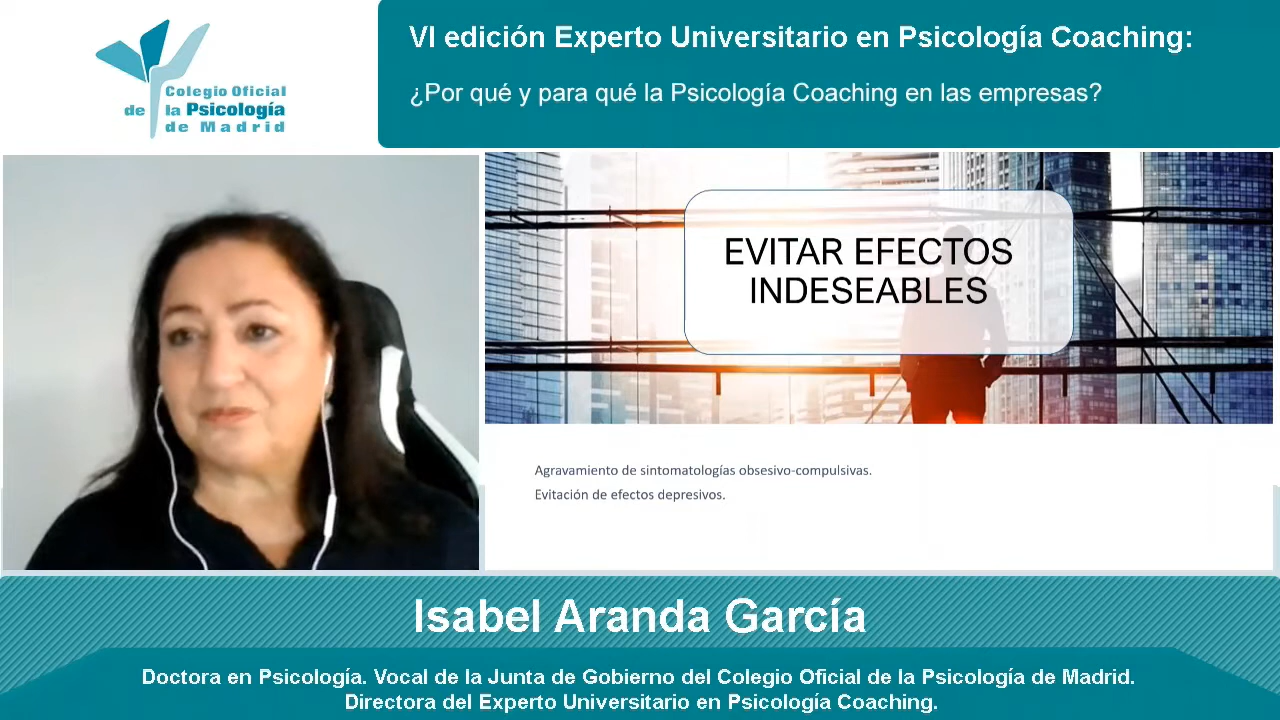 Colegio Oficial
de la Psicología
de Madrid
VI edición Experto Universitario en Psicología Coaching:
¿Por qué y para qué la Psicología Coaching en las empresas?
EVITAR EFECTOS
INDESEABLES
Agravamiento de sintomatologías obsesivo-compulsivas.
Evitación de efectos depresivos.
Isabel Aranda García
Doctora en Psicología. Vocal de la Junta de Gobierno del Colegio Oficial de la Psicología de Madrid.
Directora del Experto Universitario en Psicología Coaching.